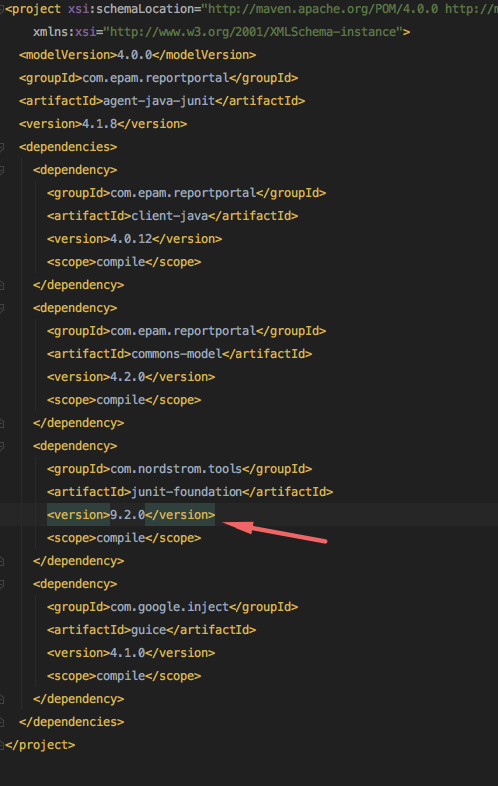 <project xsi:schemaLocation="http://maven.apache.org/POM/4.0.0 http://m
xmlns:xsi="http://www.w3.org/2001/XMLSchema-instance">
<modelVersion>4.0.0</modelVersion>
<groupId>com.epam.reportportal</groupId>
<artifactId>agent-java-junit</artifactId>
<version>4.1.8</version>
<dependencies>
<dependency>
<groupId>com.epam.reportportal</groupId>
<artifactId>client-java</artifactId>
<version>4.0.12</version>
<scope>compile</scope>
</dependency>
<dependency>
<groupId>com.epam.reportportal</groupId>
<artifactId>commons-model</artifactId>
<version>4.2.0</version>
<scope>compile</scope>
</dependency>
<dependency>
<groupId>com.nordstrom.tools</groupId>
<artifactId>junit-foundation</artifactId>
<version>9.2.0</version>
<scope>compile</scope>
</dependency>
<dependency>
<groupId>com.google.inject</groupId>
<artifactId>guice</artifactId>
<version>4.1.0</version>
<scope>compile</scope>
</dependency>
</dependencies>
</project>